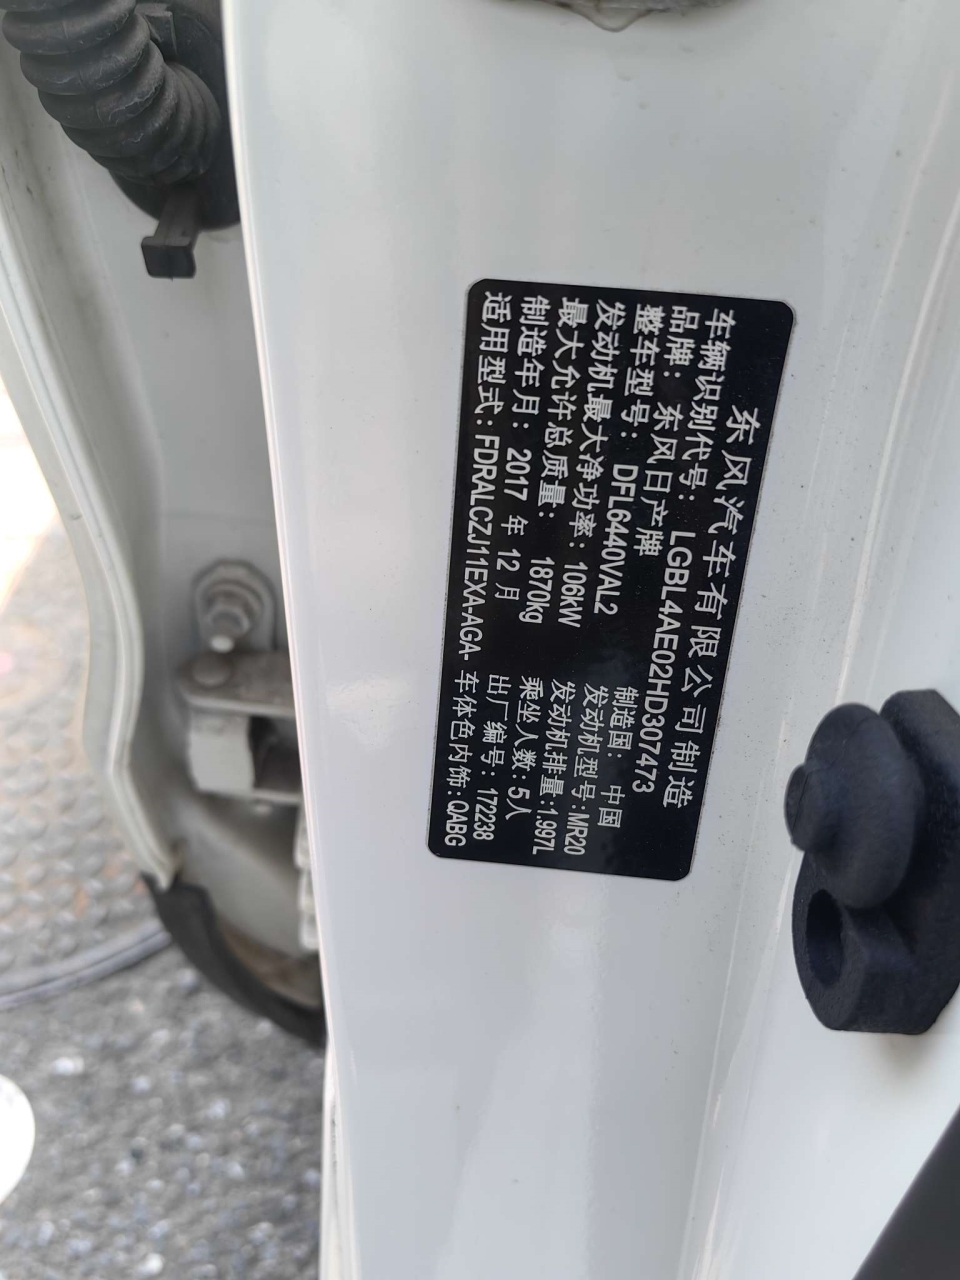 东风汽车有限公司制造
车辆识别代号: LGBL4AE02HD307473
品牌: 东风日产牌 制造国: 中国
整车型号: DFL6440VAL2 发动机型号:MR20
发动机最大净功率: 106kW 发动机排量:1.997L
最大允许总质量: 1870kg 乘坐人数:5人
制造年月: 2017 年 12 月 出厂编号: 172238
适用型式: FDRALCZJ11EXA-AGA- 车体色内饰: QABG